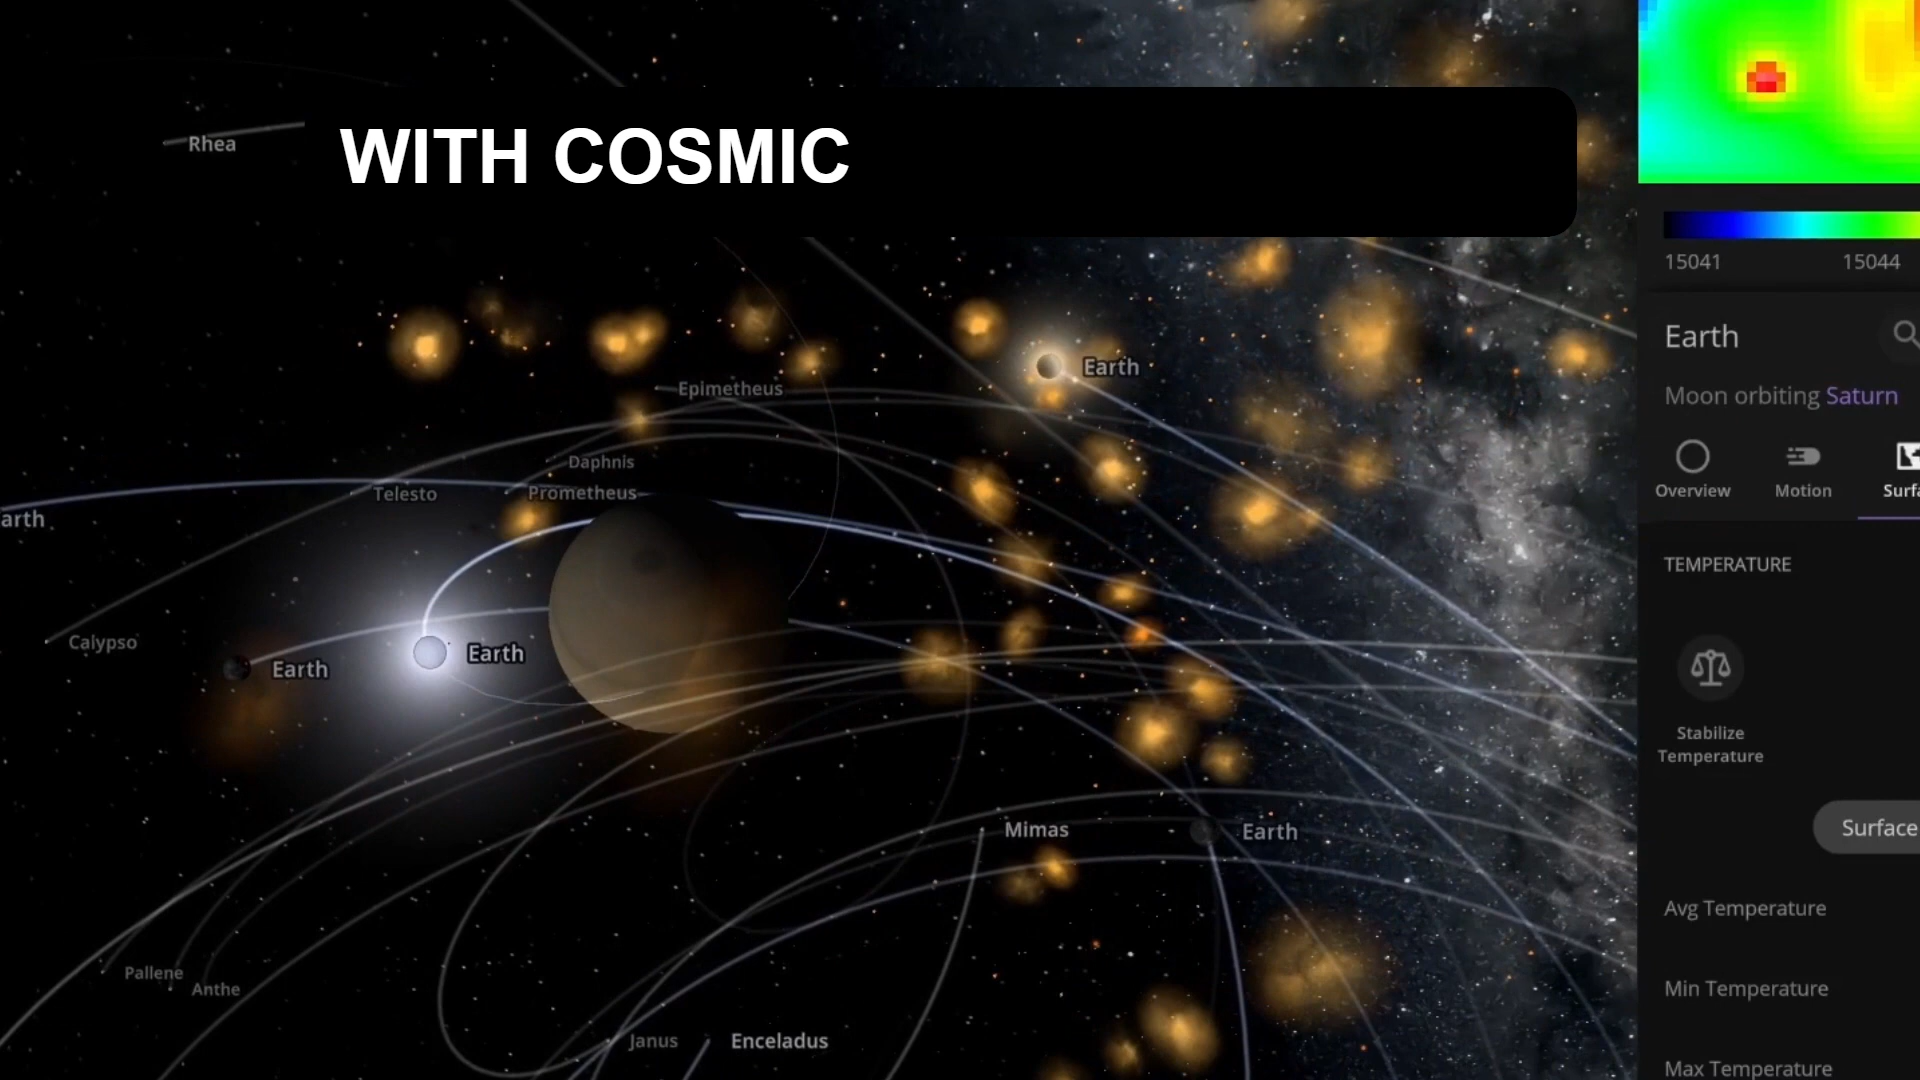 WITH COSMIC
Rhea
Epimetheus
Earth
Daphnis
Telesto
Prometheus
arth
Calypso
Earth
Earth
Mimas
Earth
Pallene
Anthe
Janus
Enceladus
15041 15044
Earth
Moon orbiting Saturn
Overview Motion Surfa
TEMPERATURE
Stabilize
Temperature
Surface
Avg Temperature
Min Temperature
Max Temperature